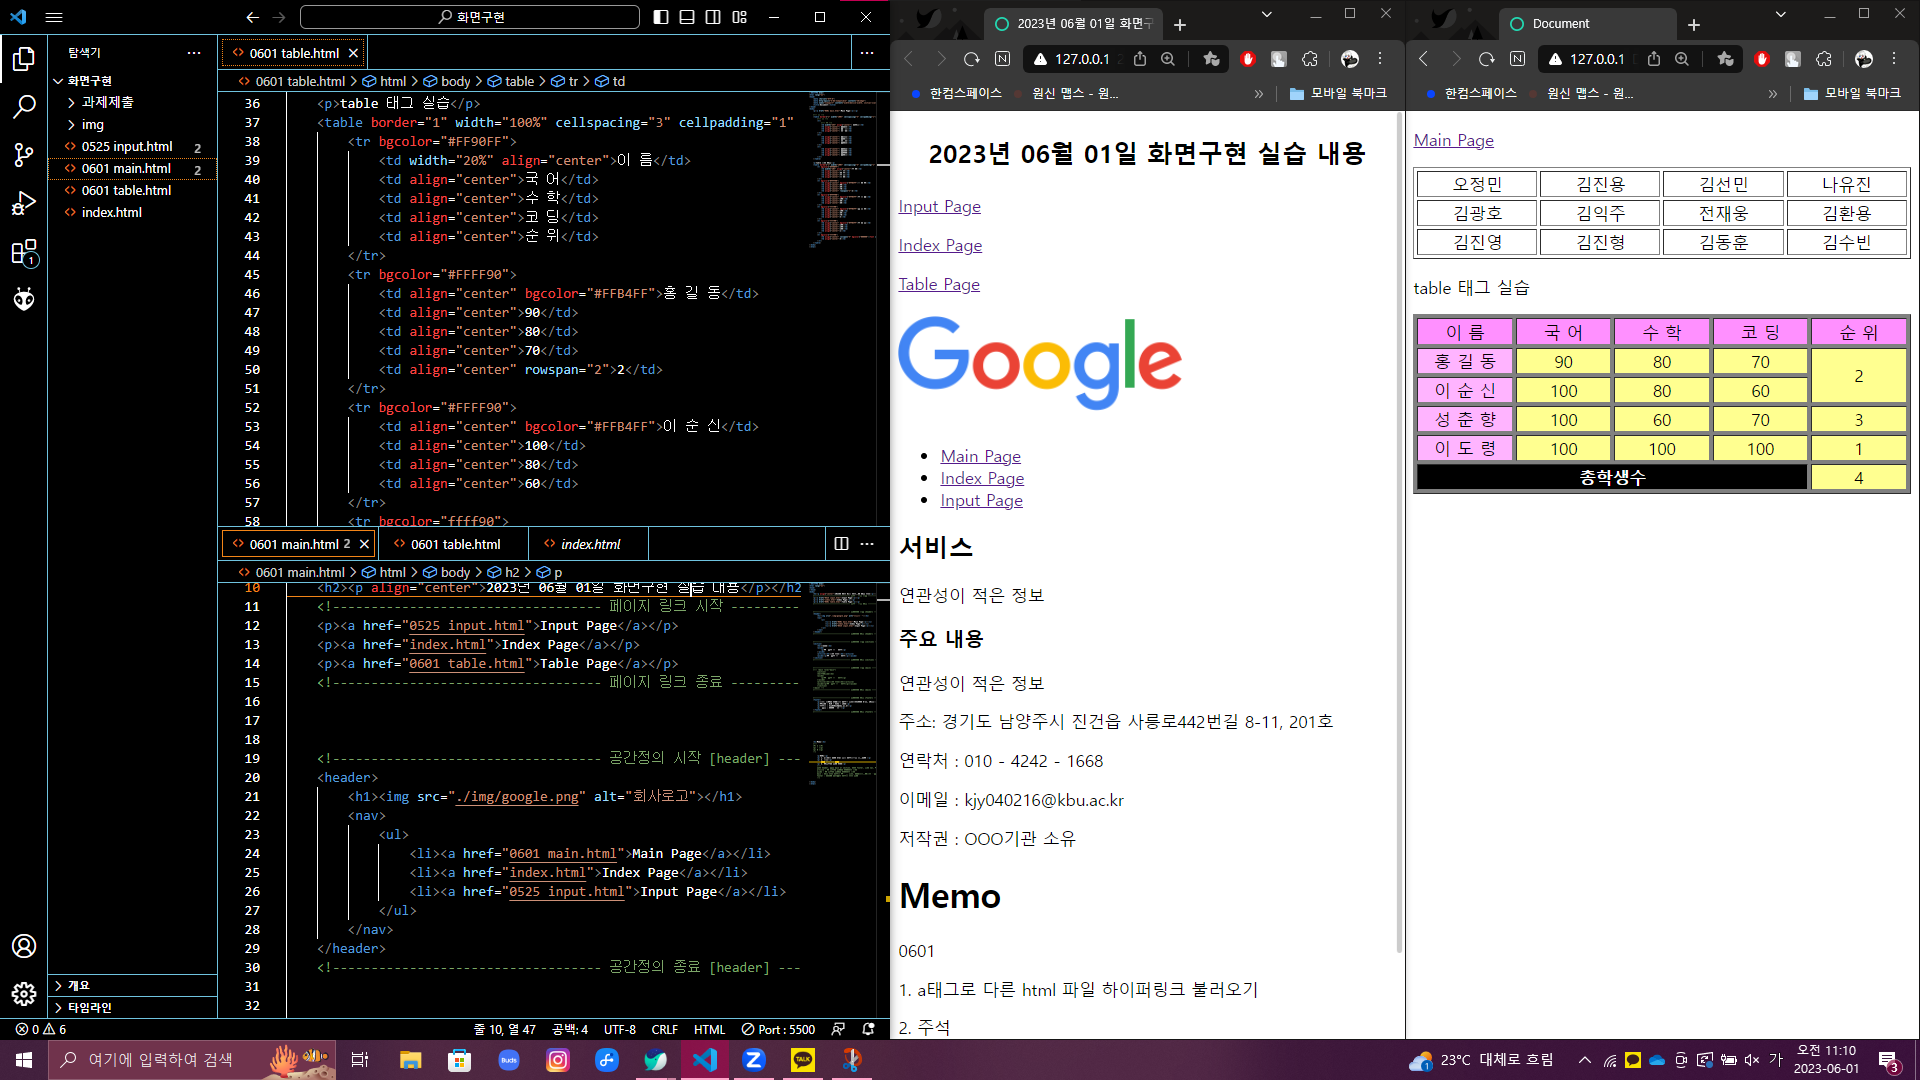 화면구현
탐색기
화면구현
과제제출
img
0525 input.html 2
0601 main.html 2
0601 table.html
index.html
개요
타임라인
0601 table.html
0601 table.html > html > body > table > tr > td
36 <p>table 태그 실습</p>
37 <table border="1" width="100%" cellspacing="3" cellpadding="1"
38 <tr bgcolor="#FF90FF">
39 <td width="20%" align="center">이 름</td>
40 <td align="center">국 어</td>
41 <td align="center">수 학</td>
42 <td align="center">코 딩</td>
43 <td align="center">순 위</td>
44 </tr>
45 <tr bgcolor="#FFFF90">
46 <td align="center" bgcolor="#FFB4FF">홍 길 동</td>
47 <td align="center">90</td>
48 <td align="center">80</td>
49 <td align="center">70</td>
50 <td align="center" rowspan="2">2</td>
51 </tr>
52 <tr bgcolor="#FFFF90">
53 <td align="center" bgcolor="#FFB4FF">이 순 신</td>
54 <td align="center">100</td>
55 <td align="center">80</td>
56 <td align="center">60</td>
57 </tr>
58 <tr bgcolor="ffff90">
0601 main.html 2
0601 table.html
index.html
0601 main.html > html > body > h2 > p
10 <h2><p align="center">2023년 06월 01일 화면구현 실습 내용</p></h2
11 <!----------------------------------- 페이지 링크 시작 ---------
12 <p><a href="0525 input.html">Input Page</a></p>
13 <p><a href="index.html">Index Page</a></p>
14 <p><a href="0601 table.html">Table Page</a></p>
15 <!----------------------------------- 페이지 링크 종료 ---------
16
17
18
19 <!----------------------------------- 공간정의 시작 [header] ---
20 <header>
21 <h1><img src="./img/google.png" alt="회사로고"></h1>
22 <nav>
23 <ul>
24 <li><a href="0601 main.html">Main Page</a></li>
25 <li><a href="index.html">Index Page</a></li>
26 <li><a href="0525 input.html">Input Page</a></li>
27 </ul>
28 </nav>
29 </header>
30 <!----------------------------------- 공간정의 종료 [header] ---
31
32
0 6 줄 10, 열 47 공백: 4 UTF-8 CRLF HTML Port : 5500
2023년 06월 01일 화면구
127.0.0.1
한컴스페이스 원신 맵스 - 원... » 모바일 북마크
2023년 06월 01일 화면구현 실습 내용
Input Page
Index Page
Table Page
Google
Main Page
Index Page
Input Page
서비스
연관성이 적은 정보
주요 내용
연관성이 적은 정보
주소: 경기도 남양주시 진건읍 사릉로442번길 8-11, 201호
연락처 : 010 - 4242 - 1668
이메일 : kjy040216@kbu.ac.kr
저작권 : OOO기관 소유
Memo
0601
1. a태그로 다른 html 파일 하이퍼링크 불러오기
2. 주석
Document
127.0.0.1
한컴스페이스 원신 맵스 - 원... » 모바일 북마크
Main Page
오정민 김진용 김선민 나유진
김광호 김익주 전재웅 김환용
김진영 김진형 김동훈 김수빈
table 태그 실습
이 름 국 어 수 학 코 딩 순 위
홍 길 동 90 80 70 2
이 순 신 100 80 60
성 춘 향 100 60 70 3
이 도 령 100 100 100 1
총학생수 4
여기에 입력하여 검색
Buds
TALK
23°C 대체로 흐림
가
오전 11:10
2023-06-01
3